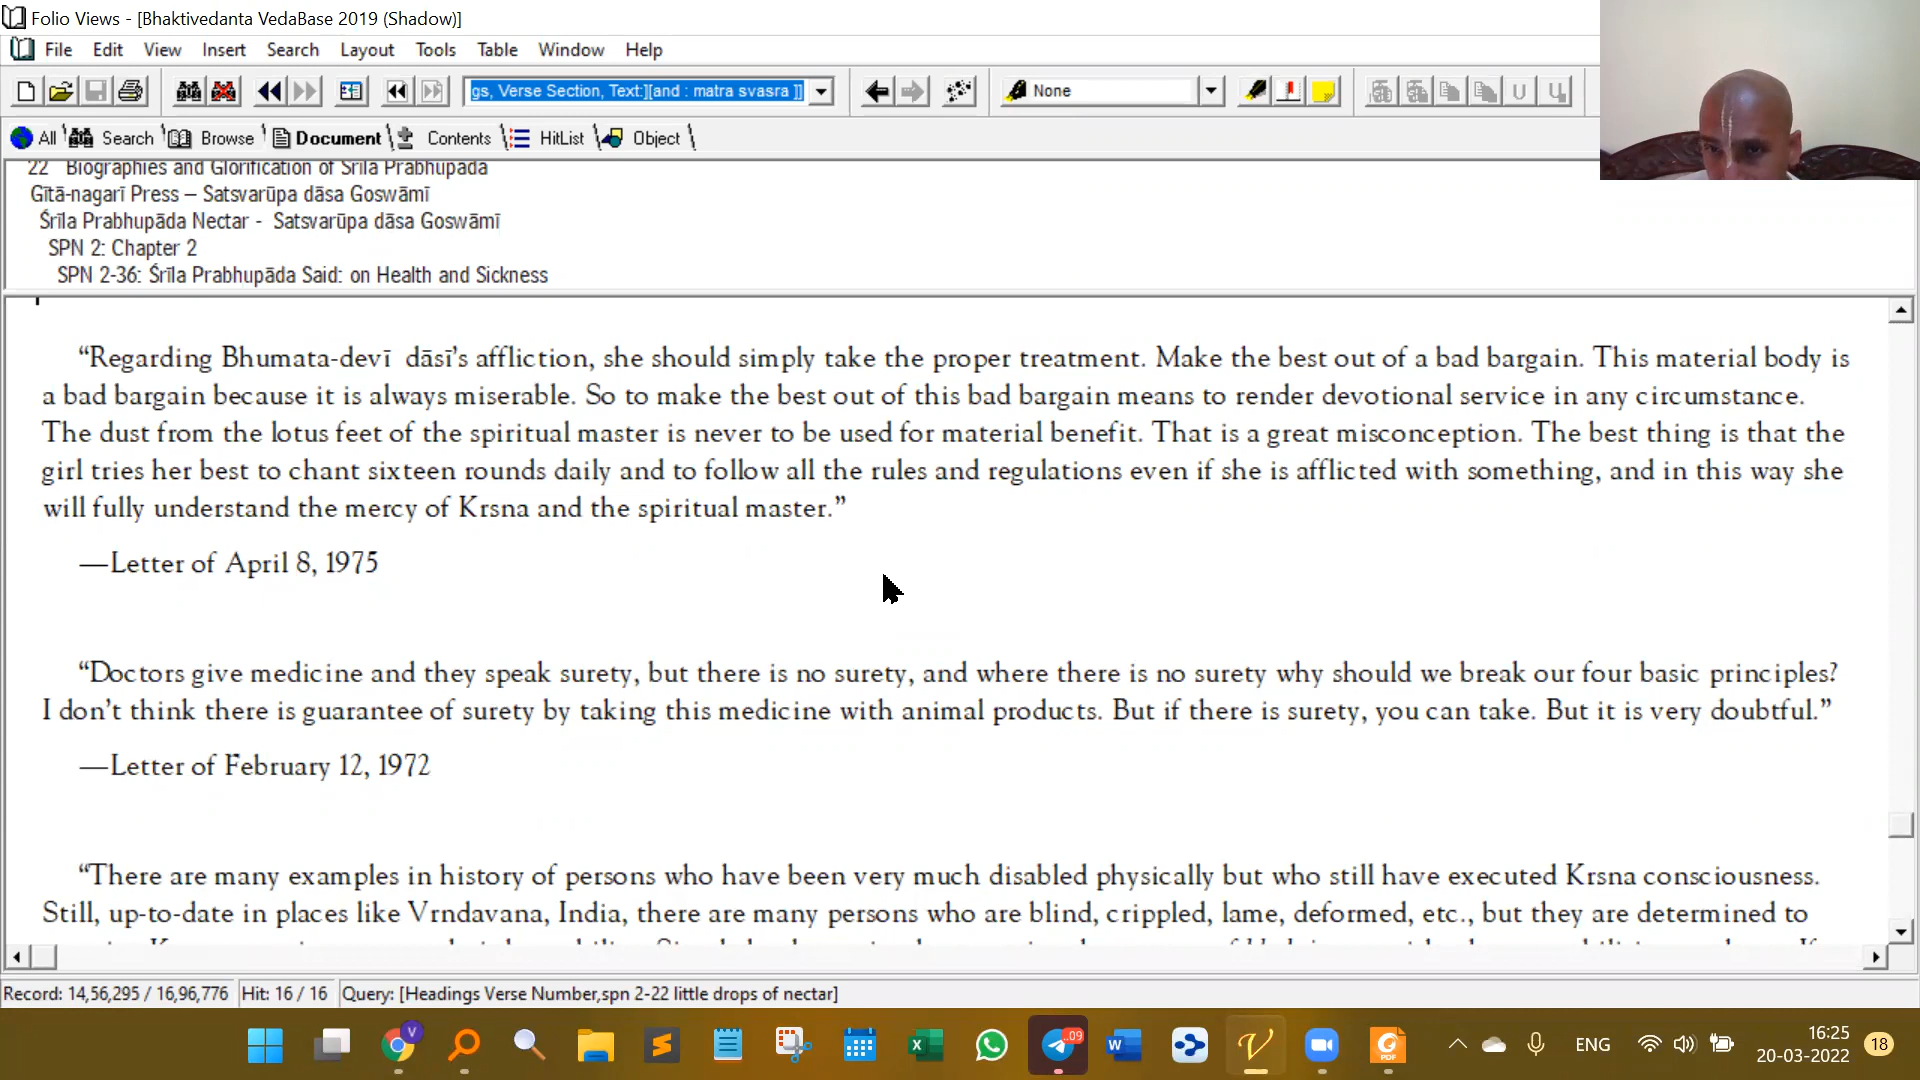 Folio Views - [Bhaktivedanta VedaBase 2019 (Shadow)]
File Edit View Insert Search Layout Tools Table Window Help
gs, Verse Section, Text:][and : matra svasra ]] None
All Search Browse Document Contents HitList Object
22 Biographies and Glorification of Srila Prabhupada
Gītā-nagarī Press – Satsvarūpa dāsa Goswāmī
Śrīla Prabhupāda Nectar - Satsvarūpa dāsa Goswāmī
SPN 2: Chapter 2
SPN 2-36: Śrīla Prabhupāda Said: on Health and Sickness
“Regarding Bhumata-devī dāsī’s affliction, she should simply take the proper treatment. Make the best out of a bad bargain. This material body is
a bad bargain because it is always miserable. So to make the best out of this bad bargain means to render devotional service in any circumstance.
The dust from the lotus feet of the spiritual master is never to be used for material benefit. That is a great misconception. The best thing is that the
girl tries her best to chant sixteen rounds daily and to follow all the rules and regulations even if she is afflicted with something, and in this way she
will fully understand the mercy of Krsna and the spiritual master.”
—Letter of April 8, 1975
“Doctors give medicine and they speak surety, but there is no surety, and where there is no surety why should we break our four basic principles?
I don’t think there is guarantee of surety by taking this medicine with animal products. But if there is surety, you can take. But it is very doubtful.”
—Letter of February 12, 1972
“There are many examples in history of persons who have been very much disabled physically but who still have executed Krsna consciousness.
Still, up-to-date in places like Vrndavana, India, there are many persons who are blind, crippled, lame, deformed, etc., but they are determined to
Record: 14,56,295 / 16,96,776 Hit: 16 / 16 Query: [Headings Verse Number,spn 2-22 little drops of nectar]
V ..09 ENG 16:25
20-03-2022 18